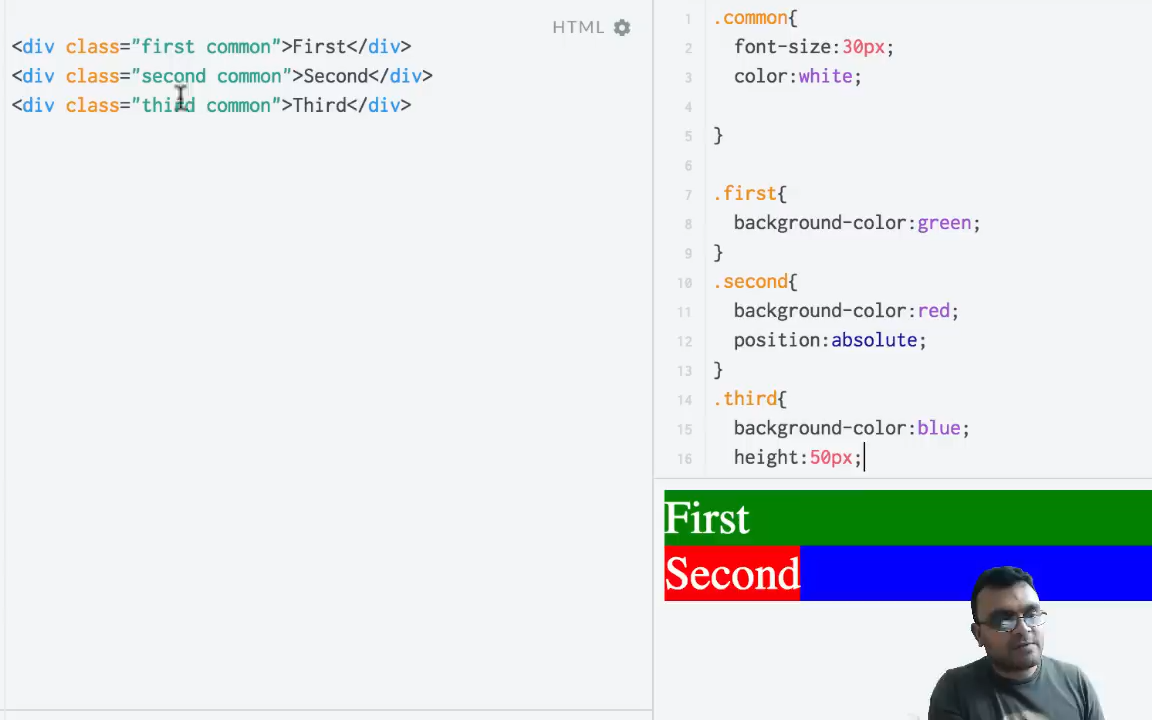 HTML
<div class="first common">First</div>
<div class="second common">Second</div>
<div class="third common">Third</div>
1 .common{
2 font-size:30px;
3 color:white;
4
5 }
6
7 .first{
8 background-color:green;
9 }
10 .second{
11 background-color:red;
12 position:absolute;
13 }
14 .third{
15 background-color:blue;
16 height:50px;
First
Second